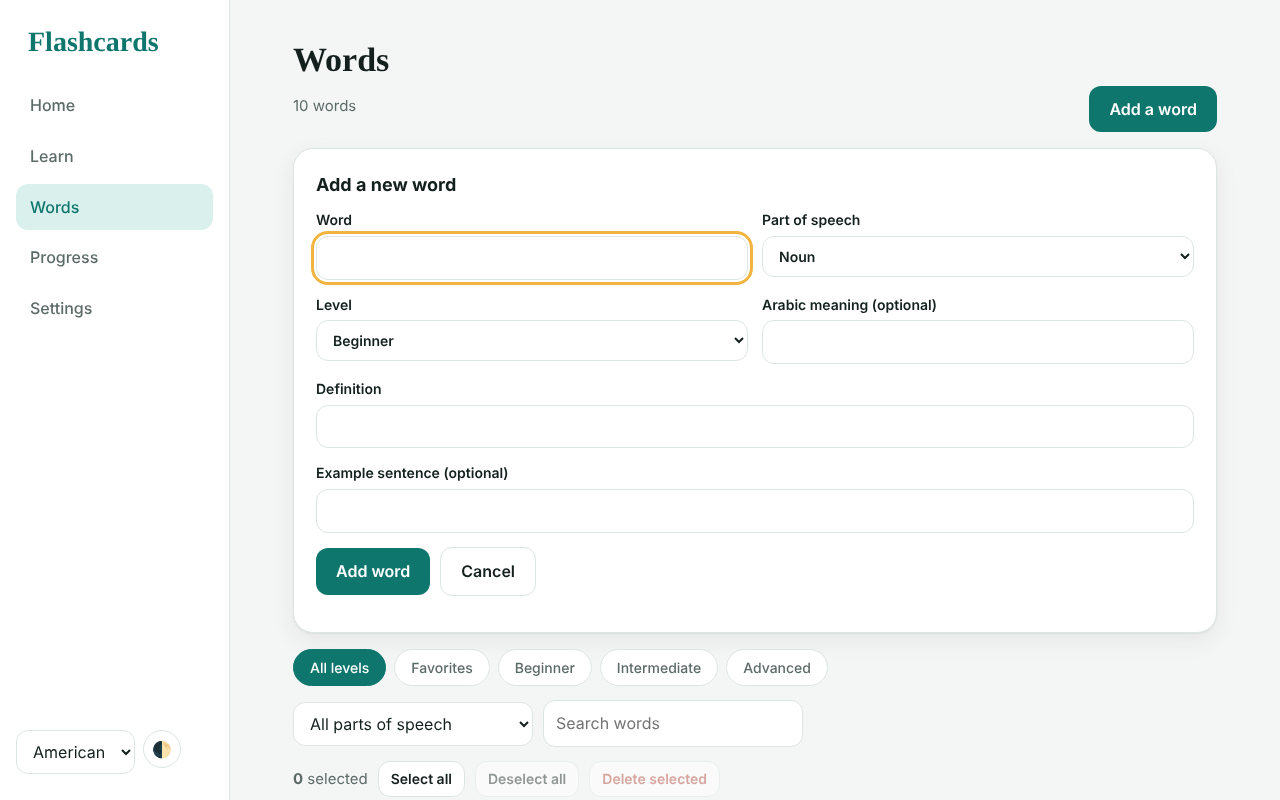 Flashcards
Home
Learn
Words
Progress
Settings
American
Words
10 words
Add a word
Add a new word
Word
Part of speech
Noun
Level
Arabic meaning (optional)
Beginner
Definition
Example sentence (optional)
Add word
Cancel
All levels
Favorites
Beginner
Intermediate
Advanced
All parts of speech
Search words
0 selected
Select all
Deselect all
Delete selected